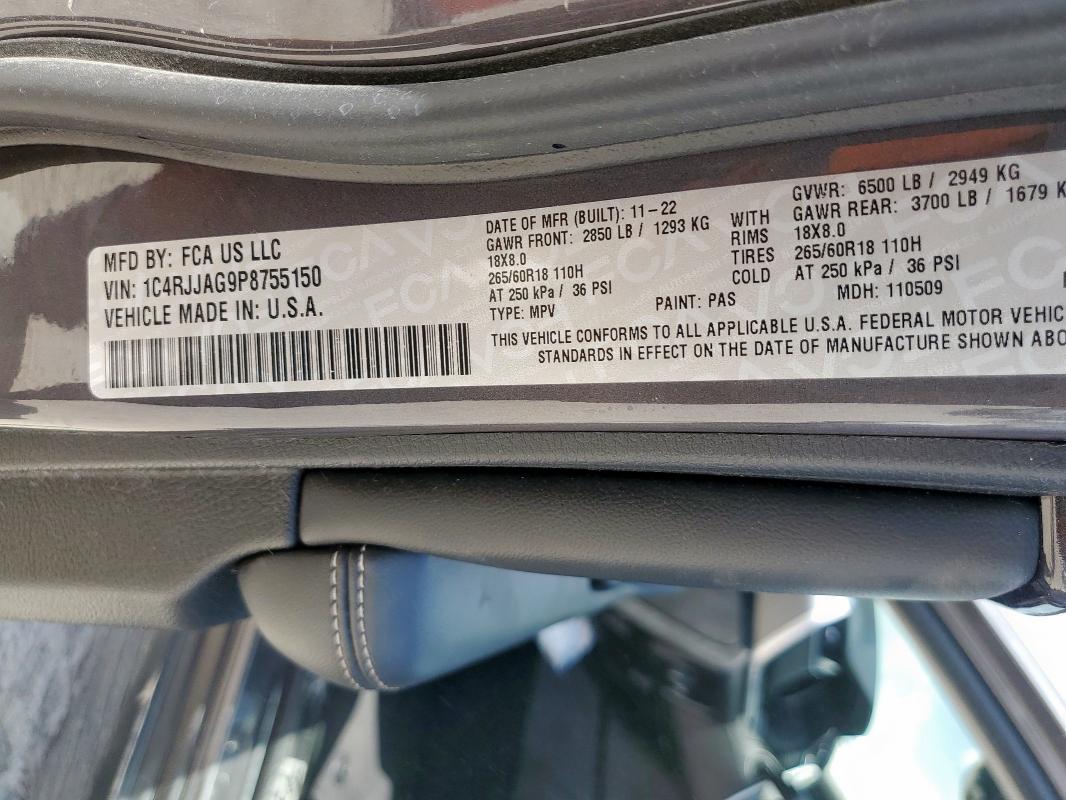 MFD BY: FCA US LLC
VIN: 1C4RJJAG9P8755150
VEHICLE MADE IN: U.S.A.
DATE OF MFR (BUILT): 11-22
GAWR FRONT: 2850 LB / 1293 KG
18X8.0
265/60R18 110H
AT 250 kPa / 36 PSI
TYPE: MPV
PAINT: PAS
WITH
RIMS
TIRES
COLD
GVWR: 6500 LB / 2949 KG
GAWR REAR: 3700 LB / 1679 K
18X8.0
265/60R18 110H
AT 250 kPa / 36 PSI
MDH: 110509
THIS VEHICLE CONFORMS TO ALL APPLICABLE U.S.A. FEDERAL MOTOR VEHIC
STANDARDS IN EFFECT ON THE DATE OF MANUFACTURE SHOWN ABO